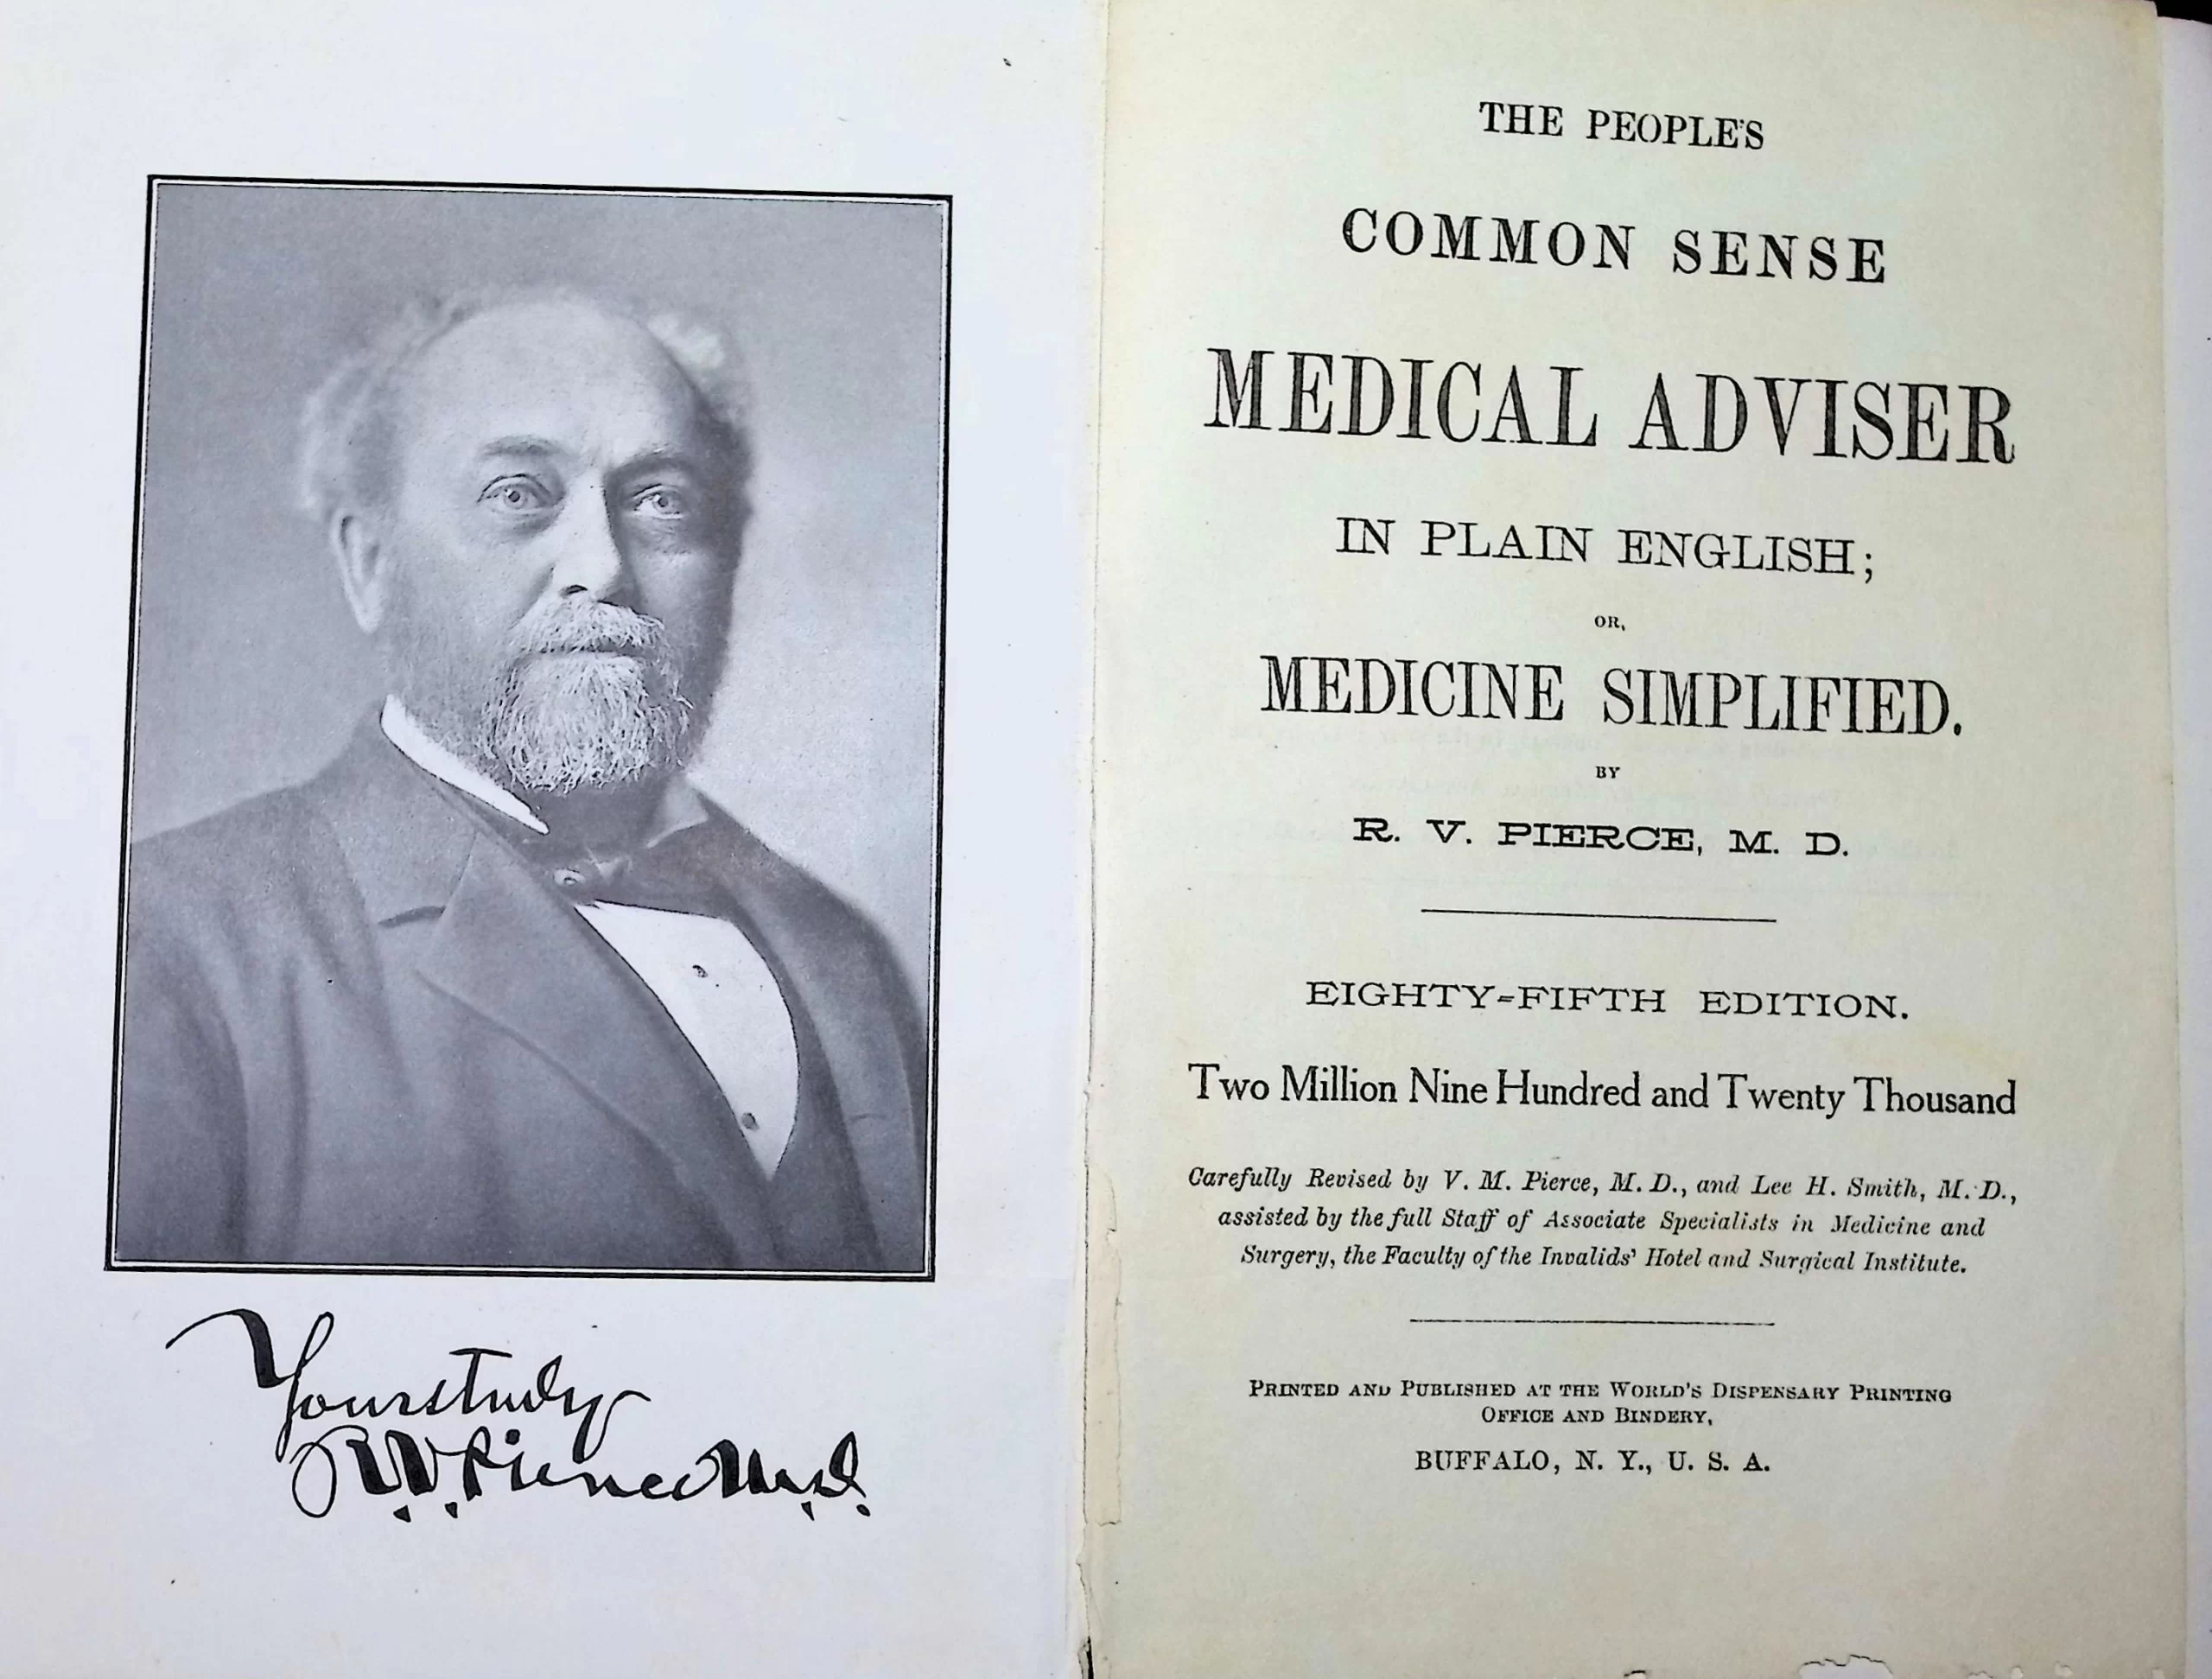 Yours truly
R.V. Pierce M.D.
THE PEOPLE'S
COMMON SENSE
MEDICAL ADVISER
IN PLAIN ENGLISH;
OR,
MEDICINE SIMPLIFIED.
BY
R. V. PIERCE, M. D.
EIGHTY-FIFTH EDITION.
Two Million Nine Hundred and Twenty Thousand
Carefully Revised by V. M. Pierce, M. D., and Lee H. Smith, M. D.,
assisted by the full Staff of Associate Specialists in Medicine and
Surgery, the Faculty of the Invalids' Hotel and Surgical Institute.
PRINTED AND PUBLISHED AT THE WORLD'S DISPENSARY PRINTING
OFFICE AND BINDERY,
BUFFALO, N. Y., U. S. A.